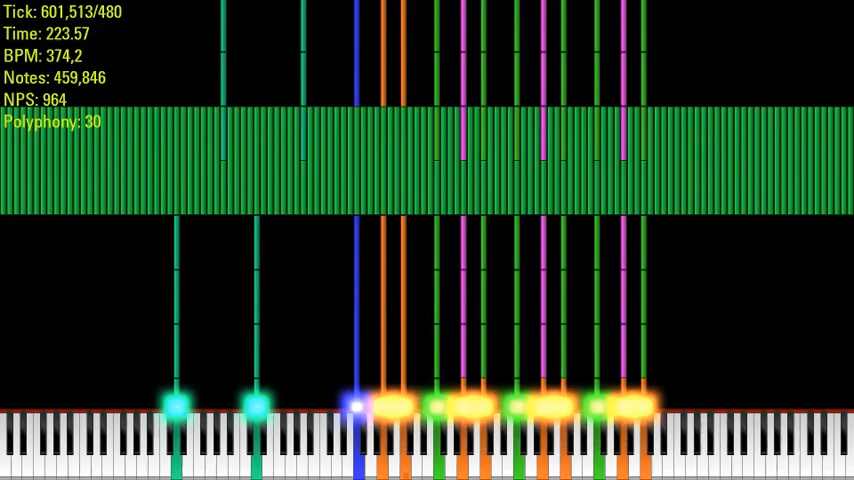 Tick: 601,513/480
Time: 223.57
BPM: 374,2
Notes: 459,846
NPS: 964
Polyphony: 30